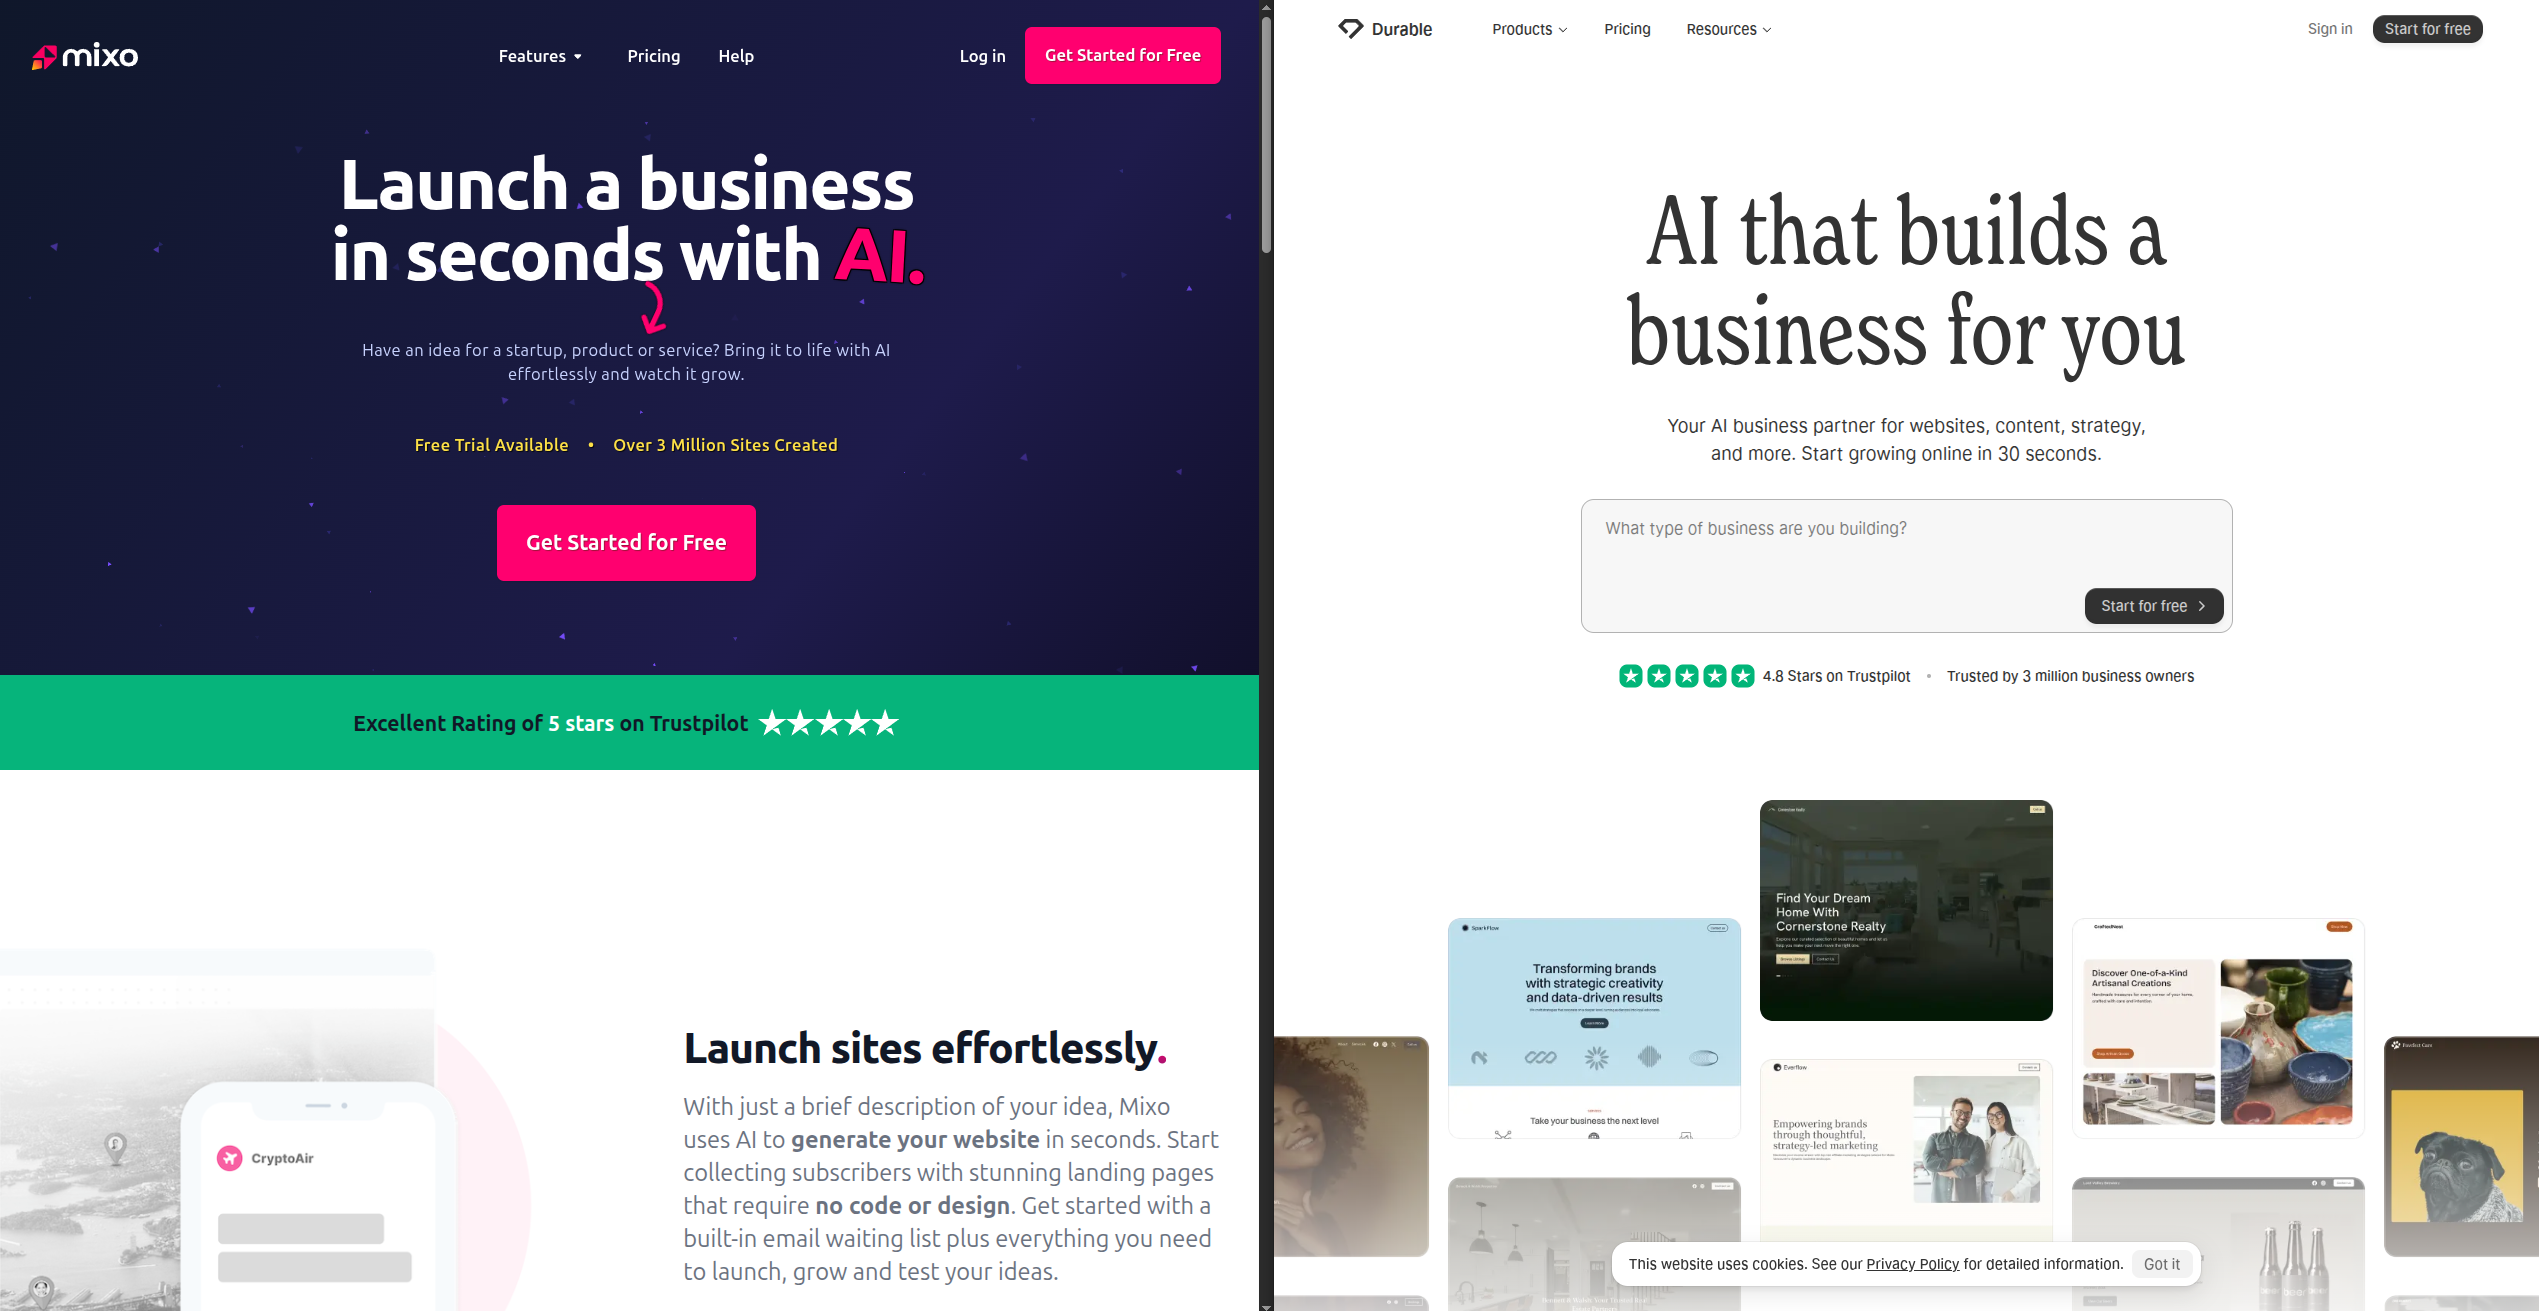 mixo
Features
Pricing
Help
Log in
Get Started for Free
Launch a business
in seconds with AI.
Have an idea for a startup, product or service? Bring it to life with AI
effortlessly and watch it grow.
Free Trial Available • Over 3 Million Sites Created
Get Started for Free
Excellent Rating of 5 stars on Trustpilot
CryptoAir
Launch sites effortlessly.
With just a brief description of your idea, Mixo
uses AI to generate your website in seconds. Start
collecting subscribers with stunning landing pages
that require no code or design. Get started with a
built-in email waiting list plus everything you need
to launch, grow and test your ideas.
Durable
Products
Pricing
Resources
Sign in
Start for free
AI that builds a
business for you
Your AI business partner for websites, content, strategy,
and more. Start growing online in 30 seconds.
What type of business are you building?
Start for free
4.8 Stars on Trustpilot • Trusted by 3 million business owners
Find Your Dream
Home With
Cornerstone Realty
SparkFlow
Transforming brands
with strategic creativity
and data-driven results
Take your business the next level
Everflow
Empowering brands
through thoughtful,
strategy-led marketing
CraftedNest
Discover One-of-a-Kind
Artisanal Creations
This website uses cookies. See our Privacy Policy for detailed information.
Got it